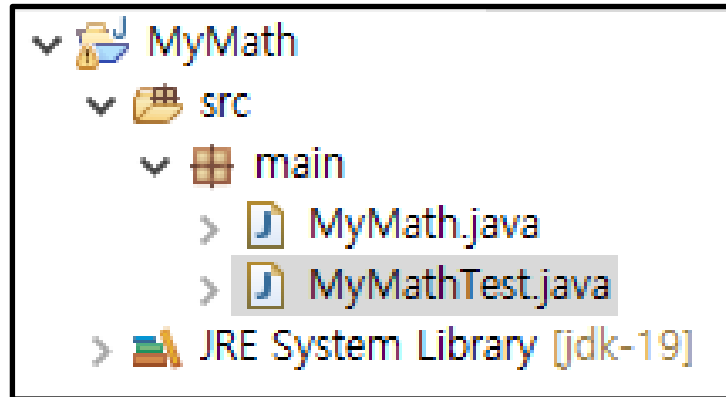 MyMath
src
main
MyMath.java
MyMathTest.java
JRE System Library [jdk-19]